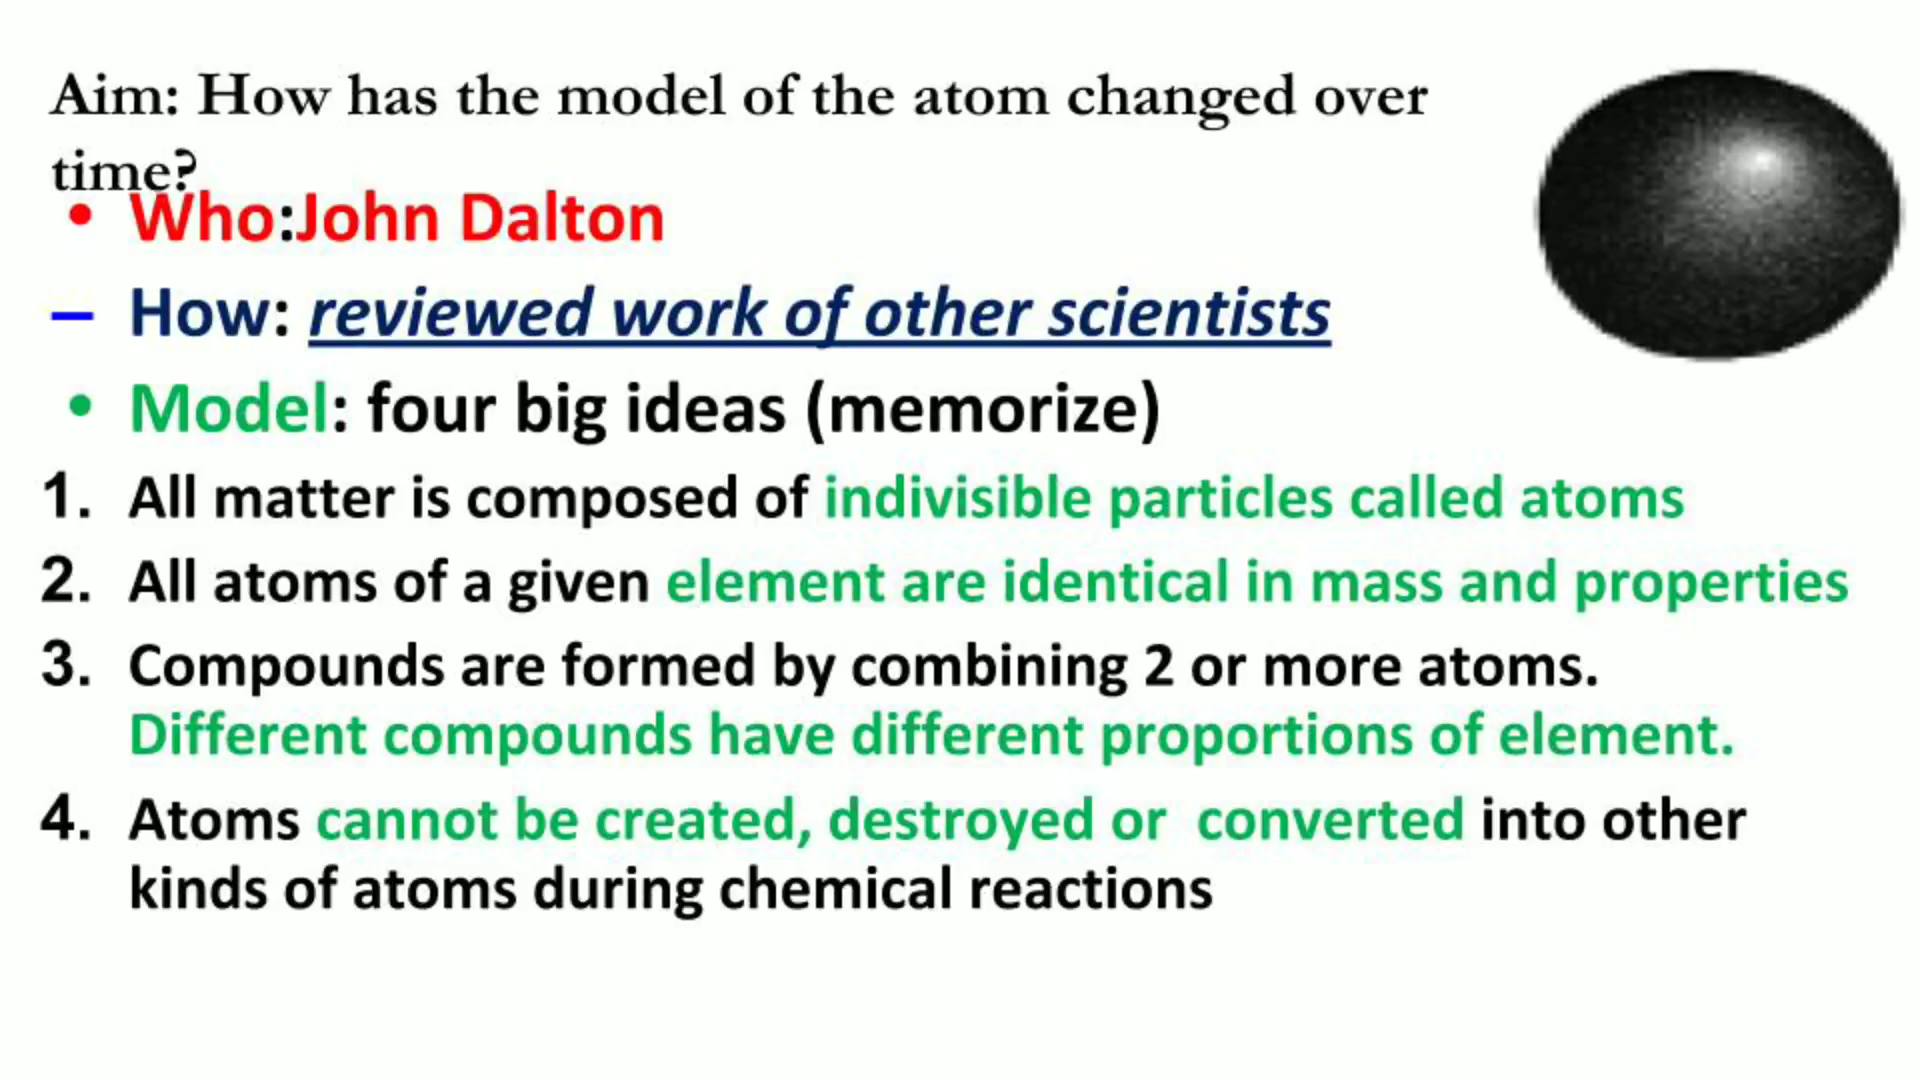 Aim: How has the model of the atom changed over
time?
• Who:John Dalton
– How: reviewed work of other scientists
• Model: four big ideas (memorize)
1. All matter is composed of indivisible particles called atoms
2. All atoms of a given element are identical in mass and properties
3. Compounds are formed by combining 2 or more atoms.
Different compounds have different proportions of element.
4. Atoms cannot be created, destroyed or  converted into other
kinds of atoms during chemical reactions